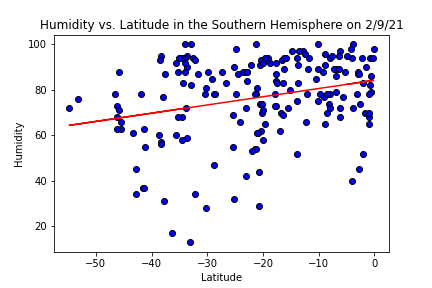 Humidity vs. Latitude in the Southern Hemisphere on 2/9/21
100
80
60
40
20
Humidity
−50 −40 −30 −20 −10 0
Latitude